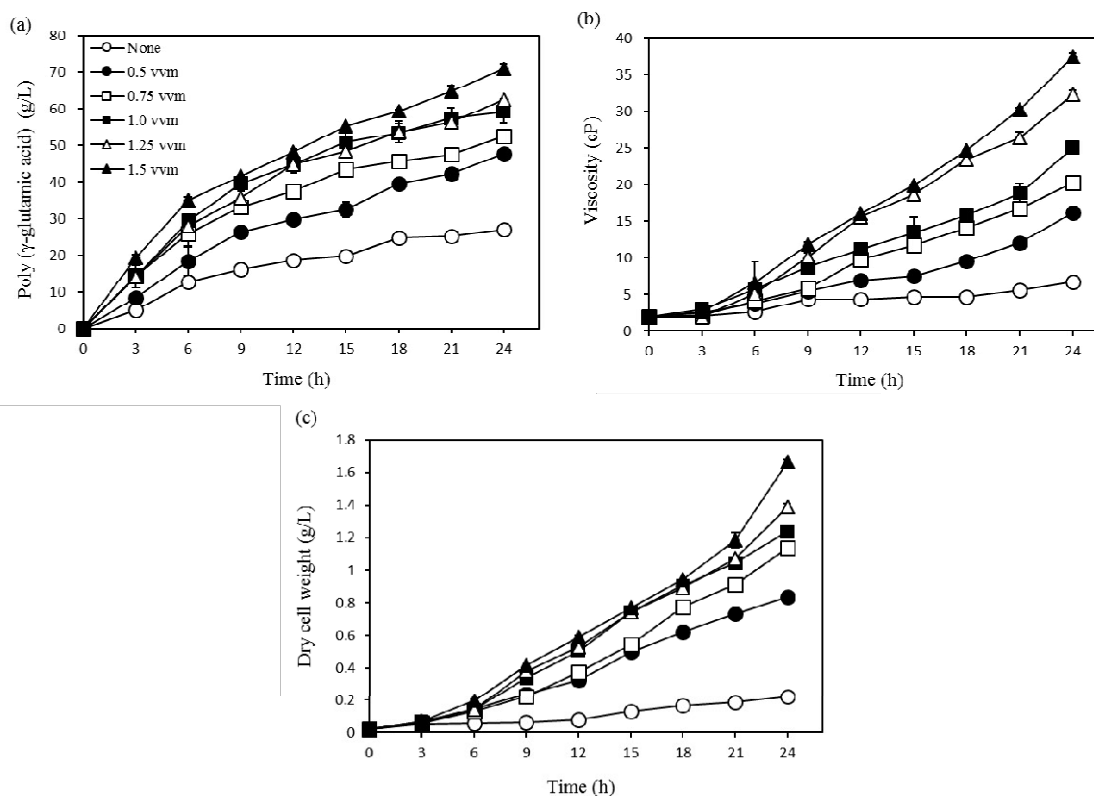 (a)
80
70
60
50
40
30
20
10
0
Poly (γ-glutamic acid) (g/L)
None
0.5 vvm
0.75 vvm
1.0 vvm
1.25 vvm
1.5 vvm
0 3 6 9 12 15 18 21 24
Time (h)
(b)
40
35
30
25
20
15
10
5
0
Viscosity (cP)
0 3 6 9 12 15 18 21 24
Time (h)
(c)
1.8
1.6
1.4
1.2
1
0.8
0.6
0.4
0.2
0
Dry cell weight (g/L)
0 3 6 9 12 15 18 21 24
Time (h)